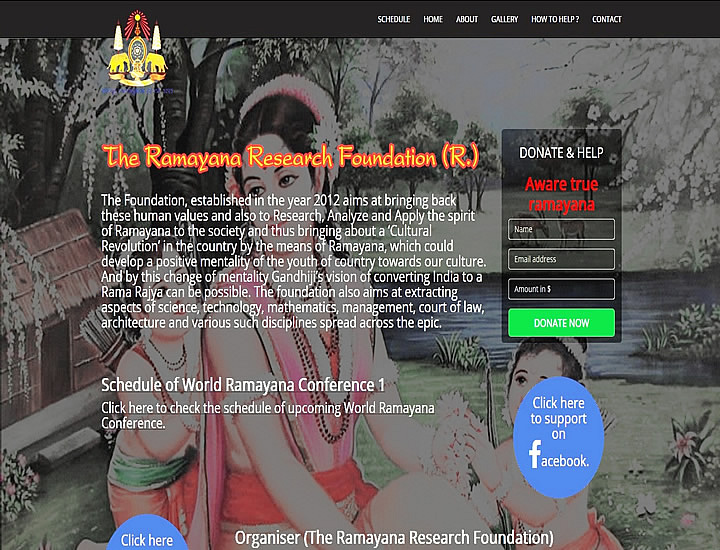 SCHEDULE HOME ABOUT GALLERY HOW TO HELP ? CONTACT
The Ramayana Research Foundation (R.)
The Foundation, established in the year 2012 aims at bringing back
these human values and also to Research, Analyze and Apply the spirit
of Ramayana to the society and thus bringing about a 'Cultural
Revolution' in the country by the means of Ramayana, which could
develop a positive mentality of the youth of country towards our culture.
And by this change of mentality Gandhiji's vision of converting India to a
Rama Rajya can be possible. The foundation also aims at extracting
aspects of science, technology, mathematics, management, court of law,
architecture and various such disciplines spread across the epic.
DONATE & HELP
Aware true
ramayana
Name
Email address
Amount in $
DONATE NOW
Schedule of World Ramayana Conference 1
Click here to check the schedule of upcoming World Ramayana
Conference.
Click here
to support
on
facebook.
Click here
Organiser (The Ramayana Research Foundation)